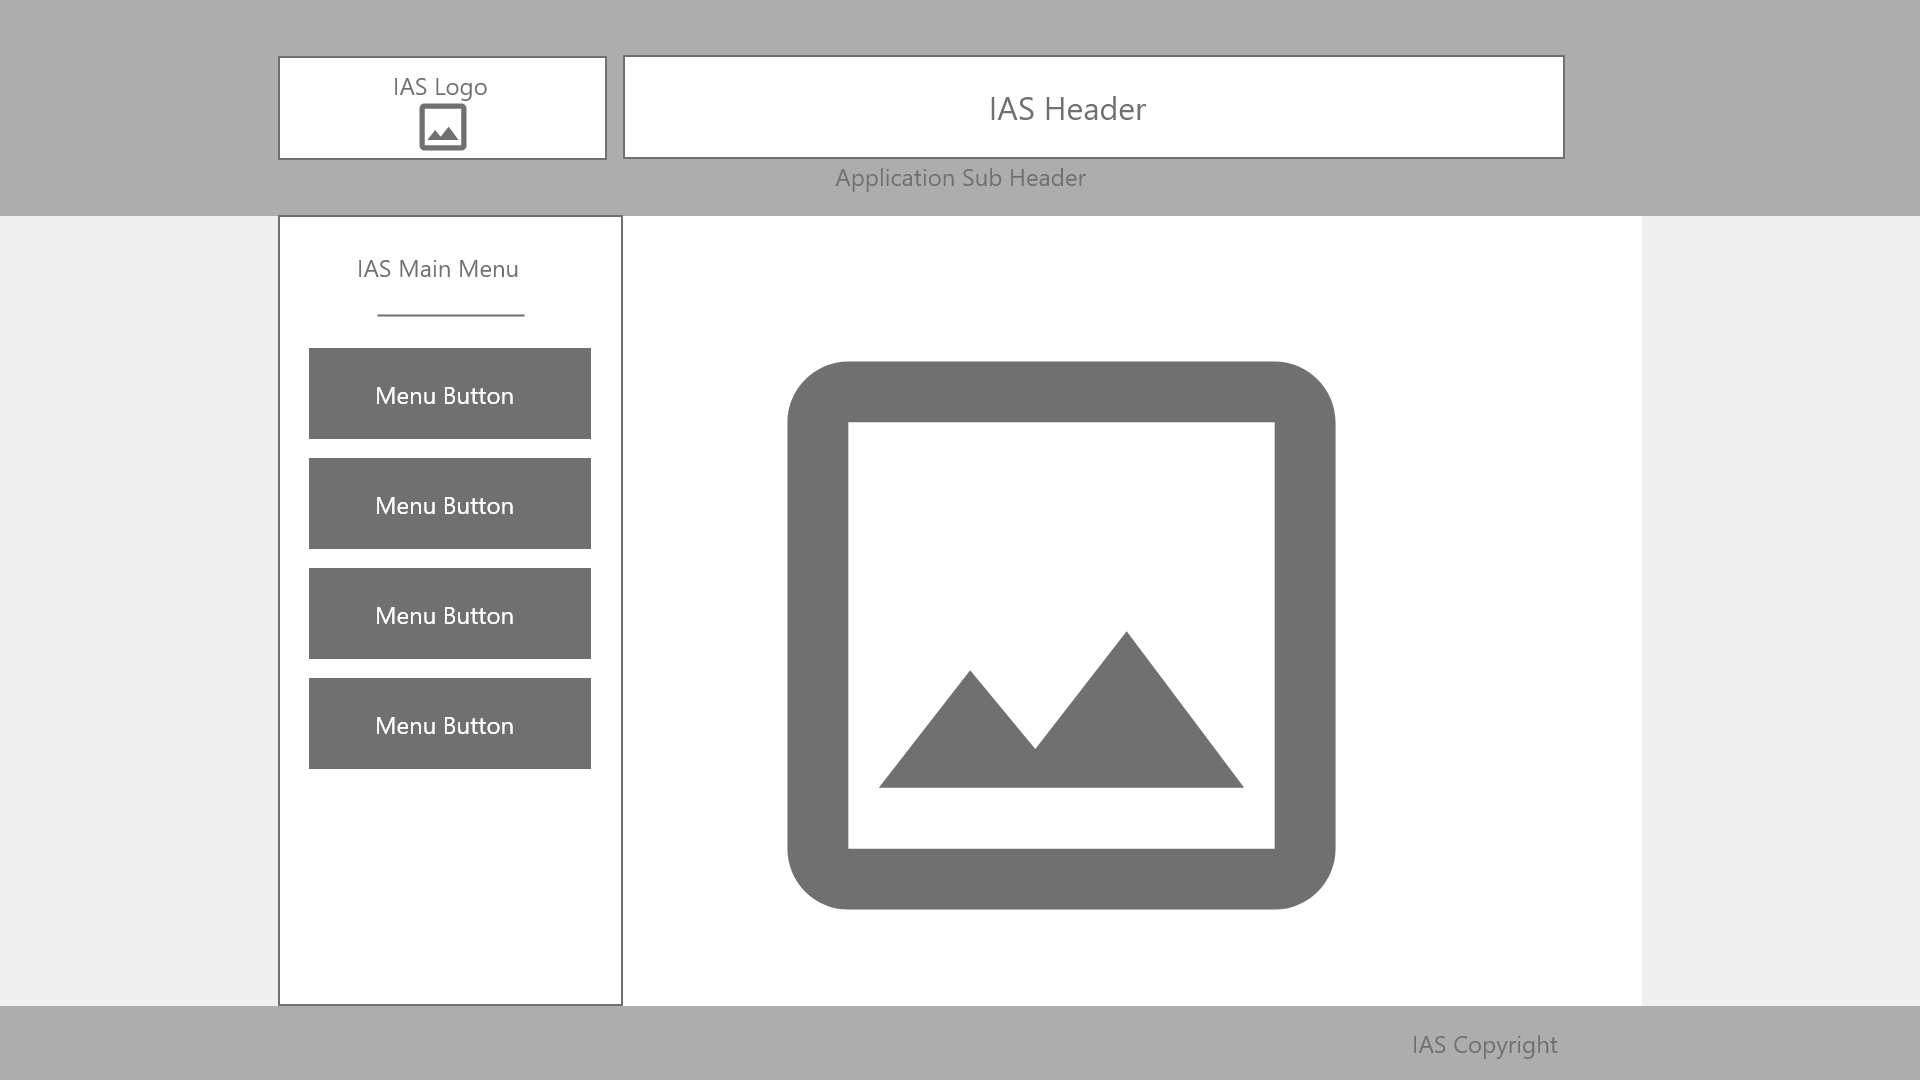 IAS Logo
IAS Header
Application Sub Header
IAS Main Menu
Menu Button
Menu Button
Menu Button
Menu Button
IAS Copyright